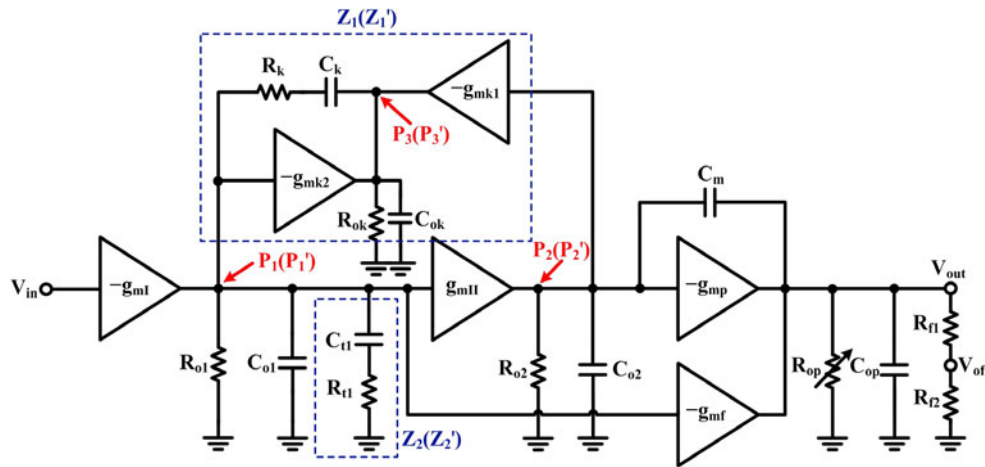 Z1(Z1')
Rk
Ck
−gmk1
P3(P3')
−gmk2
Rok
Cok
Cm
P1(P1')
P2(P2')
Vin
−gmI
gmII
−gmp
Vout
Rf1
Ct1
Ro1
Co1
Rt1
Ro2
Co2
Rop
Cop
Vof
Rf2
−gmf
Z2(Z2')